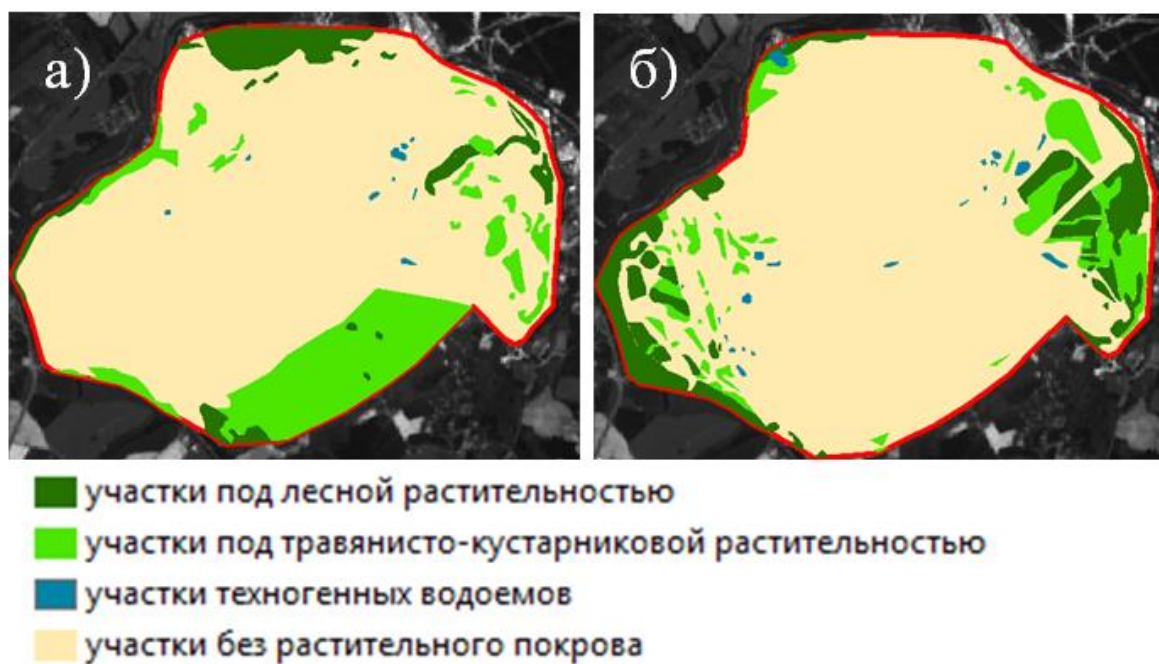 а)
б)
участки под лесной растительностью
участки под травянисто-кустарниковой растительностью
участки техногенных водоемов
участки без растительного покрова